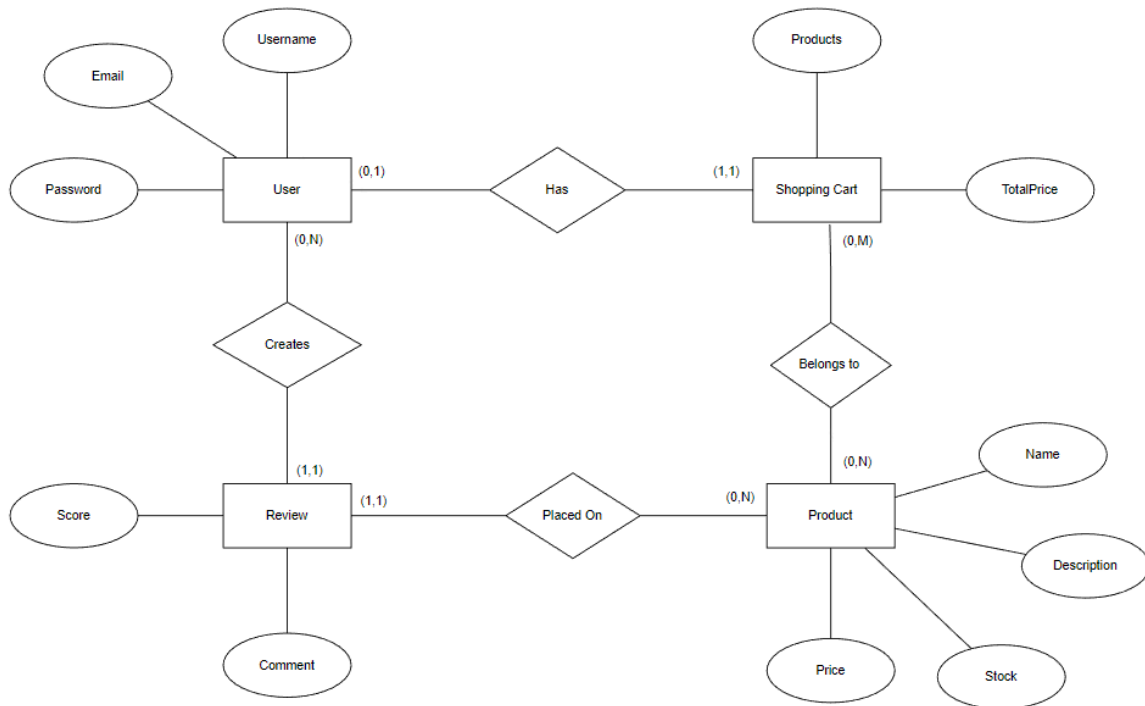 Username
Products
Email
Password
(0,1)
(1,1)
User
Has
Shopping Cart
TotalPrice
(0,N)
(0,M)
Creates
Belongs to
(1,1)
(0,N)
Name
(1,1)
(0,N)
Score
Review
Placed On
Product
Description
Comment
Price
Stock